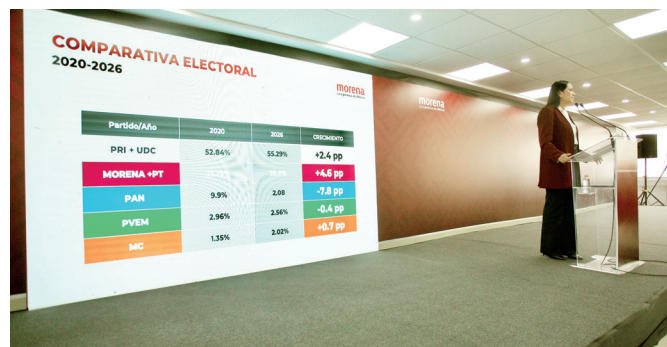 COMPARATIVA ELECTORAL
2020-2026
morena
morena
Partido/Año 2020 2026 CRECIMIENTO
PRI + UDC 52.84% 55.29% +2.4 pp
MORENA +PT +4.6 pp
PAN 9.9% 2.08 -7.8 pp
PVEM 2.96% 2.56% -0.4 pp
MC 1.35% 2.02% +0.7 pp